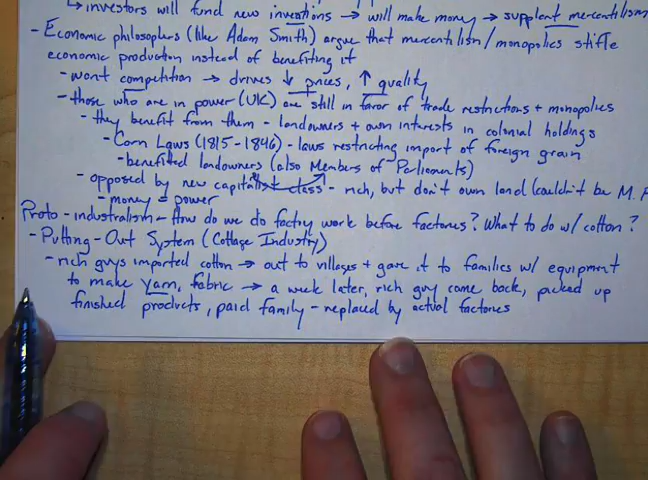 ↳ investors will fund new inventions → will make money → supplant mercantilism
- Economic philosophers (like Adam Smith) argue that mercantilism/monopolies stifle
economic production instead of benefiting it
- want competition → drives ↓ prices, ↑ quality
- those who are in power (UK) are still in favor of trade restrictions + monopolies
- they benefit from them - landowners + own interests in colonial holdings
- Corn Laws (1815-1846) - laws restricting import of foreign grain
- benefitted landowners (also Members of Parliaments)
- opposed by new capitalist class - rich, but don't own land (couldn't be M.P
- money = power
Proto-industrialism - How do we do factory work before factories? What to do w/ cotton?
- Putting-Out System (Cottage Industry)
- rich guys imported cotton → out to villages + gave it to families w/ equipment
to make yarn, fabric → a week later, rich guy came back, picked up
finished products, paid family - replaced by actual factories